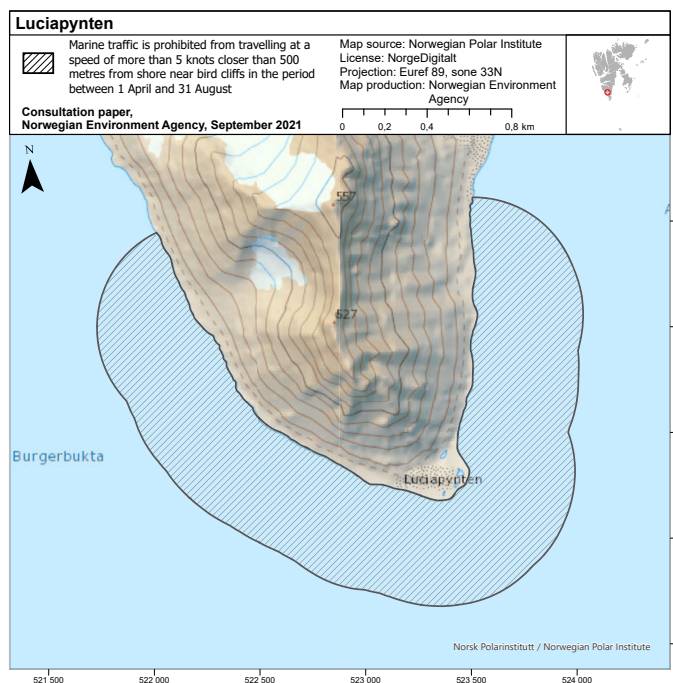 Luciapynten
Marine traffic is prohibited from travelling at a
speed of more than 5 knots closer than 500
metres from shore near bird cliffs in the period
between 1 April and 31 August
Consultation paper,
Norwegian Environment Agency, September 2021
Map source: Norwegian Polar Institute
License: NorgeDigitalt
Projection: Euref 89, sone 33N
Map production: Norwegian Environment
Agency
0 0,2 0,4 0,8 km
N
557
A
527
Burgerbukta
Luciapynten
Norsk Polarinstitutt / Norwegian Polar Institute
521 500 522 000 522 500 523 000 523 500 524 000